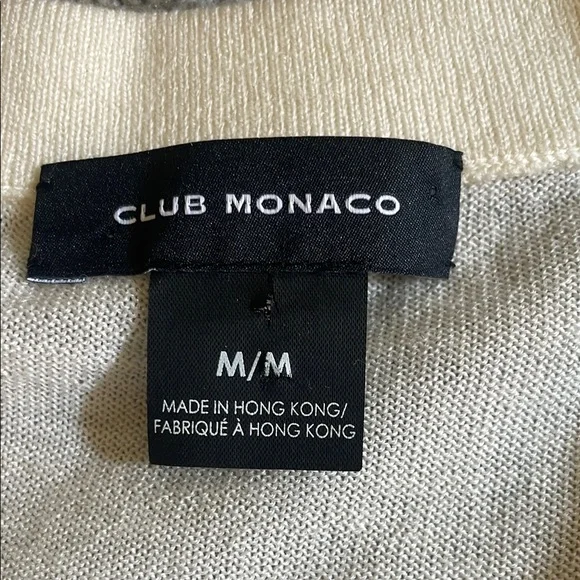 CLUB MONACO
M/M
MADE IN HONG KONG/
FABRIQUÉ À HONG KONG